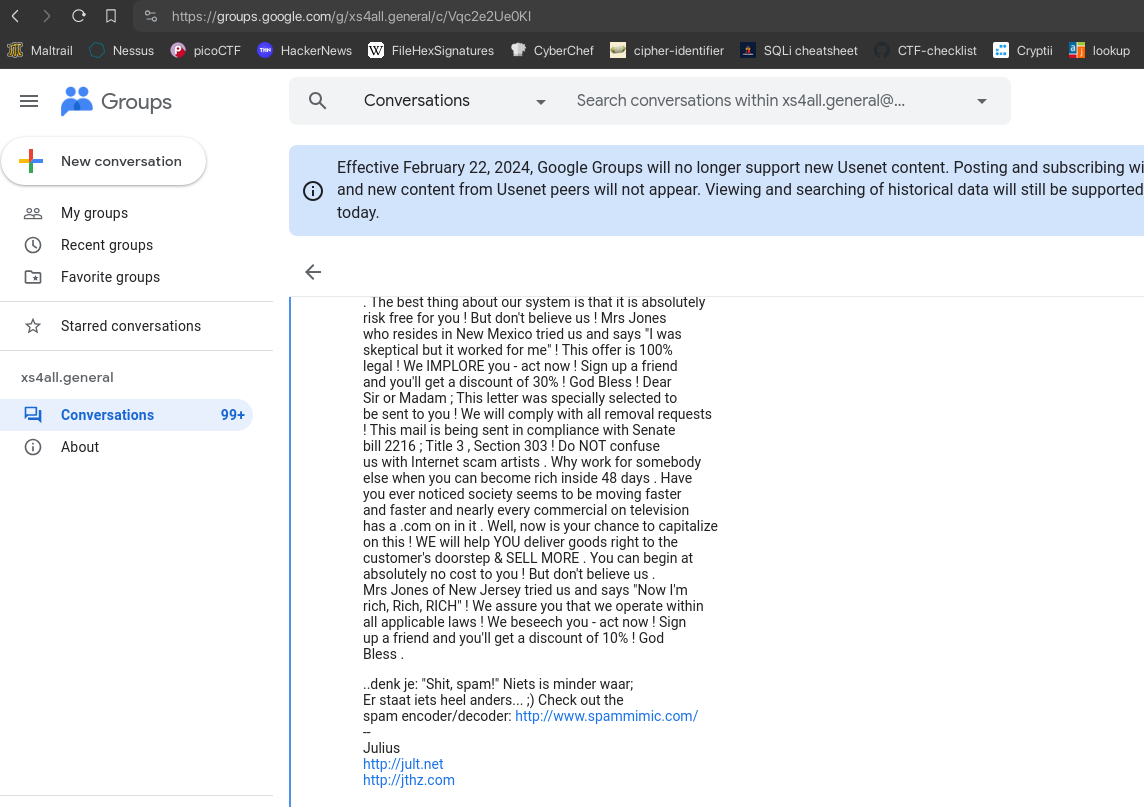 https://groups.google.com/g/xs4all.general/c/Vqc2e2Ue0KI
Maltrail Nessus picoCTF HackerNews FileHexSignatures CyberChef cipher-identifier SQLi cheatsheet CTF-checklist Cryptii lookup
Groups
Conversations
Search conversations within xs4all.general@...
New conversation
My groups
Recent groups
Favorite groups
Starred conversations
xs4all.general
Conversations 99+
About
Effective February 22, 2024, Google Groups will no longer support new Usenet content. Posting and subscribing wi
and new content from Usenet peers will not appear. Viewing and searching of historical data will still be supported
today.
. The best thing about our system is that it is absolutely
risk free for you ! But don't believe us ! Mrs Jones
who resides in New Mexico tried us and says "I was
skeptical but it worked for me" ! This offer is 100%
legal ! We IMPLORE you - act now ! Sign up a friend
and you'll get a discount of 30% ! God Bless ! Dear
Sir or Madam ; This letter was specially selected to
be sent to you ! We will comply with all removal requests
! This mail is being sent in compliance with Senate
bill 2216 ; Title 3 , Section 303 ! Do NOT confuse
us with Internet scam artists . Why work for somebody
else when you can become rich inside 48 days . Have
you ever noticed society seems to be moving faster
and faster and nearly every commercial on television
has a .com on in it . Well, now is your chance to capitalize
on this ! WE will help YOU deliver goods right to the
customer's doorstep & SELL MORE . You can begin at
absolutely no cost to you ! But don't believe us .
Mrs Jones of New Jersey tried us and says "Now I'm
rich, Rich, RICH" ! We assure you that we operate within
all applicable laws ! We beseech you - act now ! Sign
up a friend and you'll get a discount of 10% ! God
Bless .
..denk je: "Shit, spam!" Niets is minder waar;
Er staat iets heel anders... ;) Check out the
spam encoder/decoder: http://www.spammimic.com/
--
Julius
http://jult.net
http://jthz.com